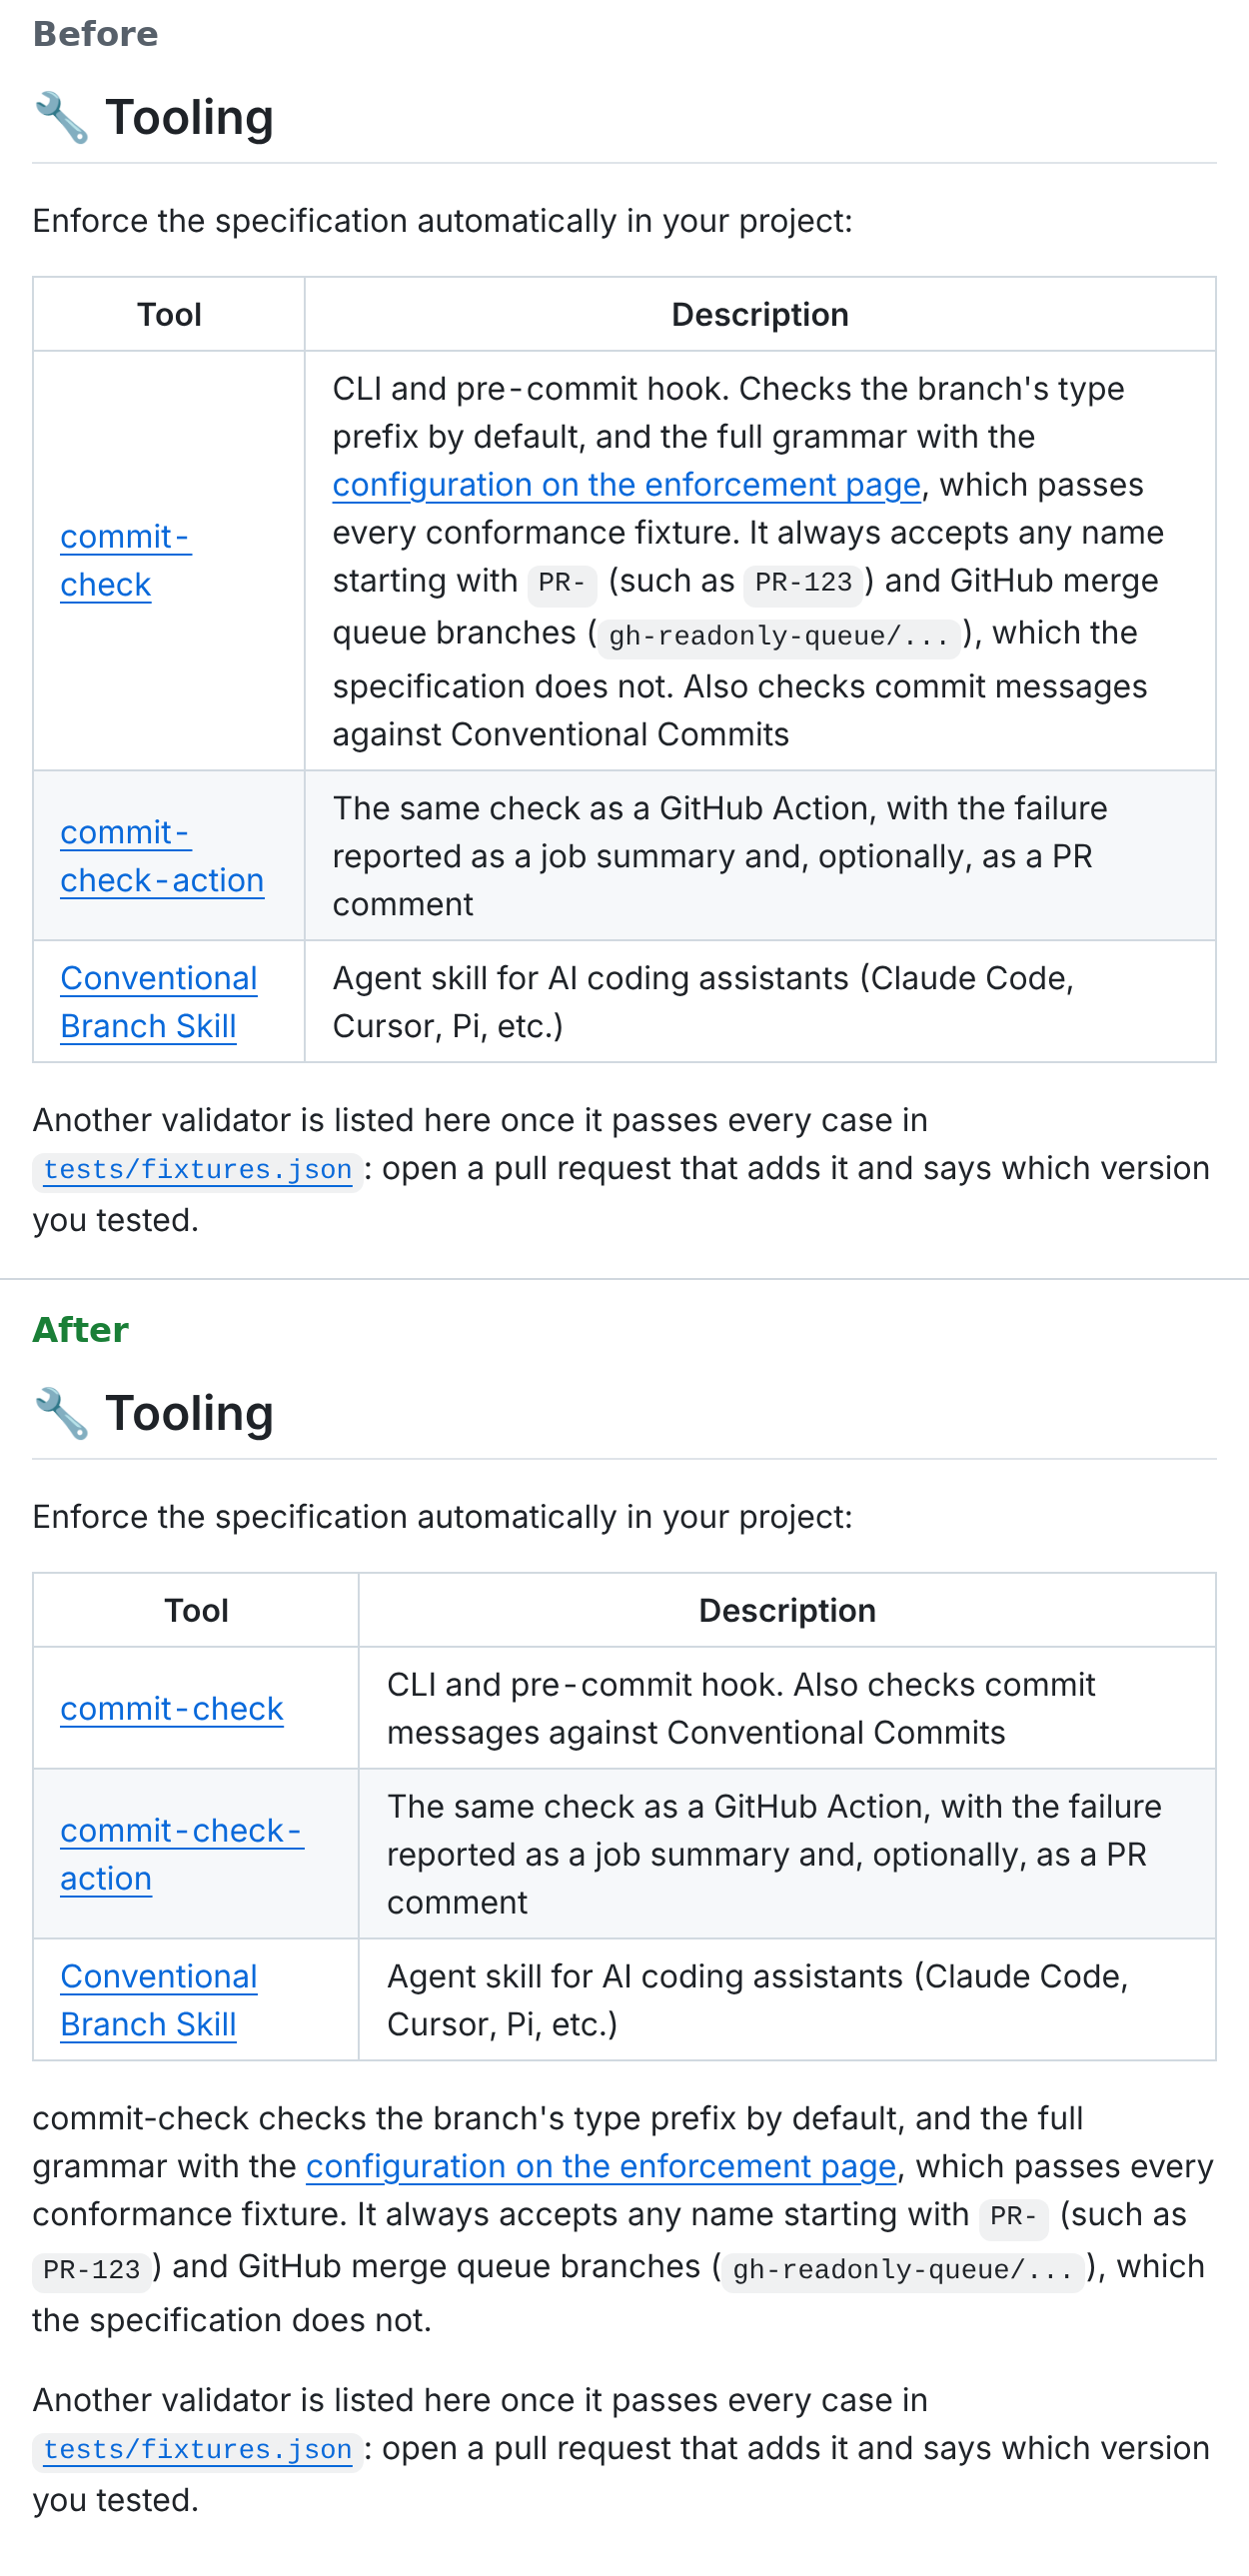 Before
🔧 Tooling
Enforce the specification automatically in your project:
Tool
Description
commit-
check
CLI and pre-commit hook. Checks the branch's type
prefix by default, and the full grammar with the
configuration on the enforcement page, which passes
every conformance fixture. It always accepts any name
starting with PR- (such as PR-123) and GitHub merge
queue branches (gh-readonly-queue/...), which the
specification does not. Also checks commit messages
against Conventional Commits
commit-
check-action
The same check as a GitHub Action, with the failure
reported as a job summary and, optionally, as a PR
comment
Conventional
Branch Skill
Agent skill for AI coding assistants (Claude Code,
Cursor, Pi, etc.)
Another validator is listed here once it passes every case in
tests/fixtures.json: open a pull request that adds it and says which version
you tested.
After
🔧 Tooling
Enforce the specification automatically in your project:
Tool
Description
commit-check
CLI and pre-commit hook. Also checks commit
messages against Conventional Commits
commit-check-
action
The same check as a GitHub Action, with the failure
reported as a job summary and, optionally, as a PR
comment
Conventional
Branch Skill
Agent skill for AI coding assistants (Claude Code,
Cursor, Pi, etc.)
commit-check checks the branch's type prefix by default, and the full
grammar with the configuration on the enforcement page, which passes every
conformance fixture. It always accepts any name starting with PR- (such as
PR-123) and GitHub merge queue branches (gh-readonly-queue/...), which
the specification does not.
Another validator is listed here once it passes every case in
tests/fixtures.json: open a pull request that adds it and says which version
you tested.